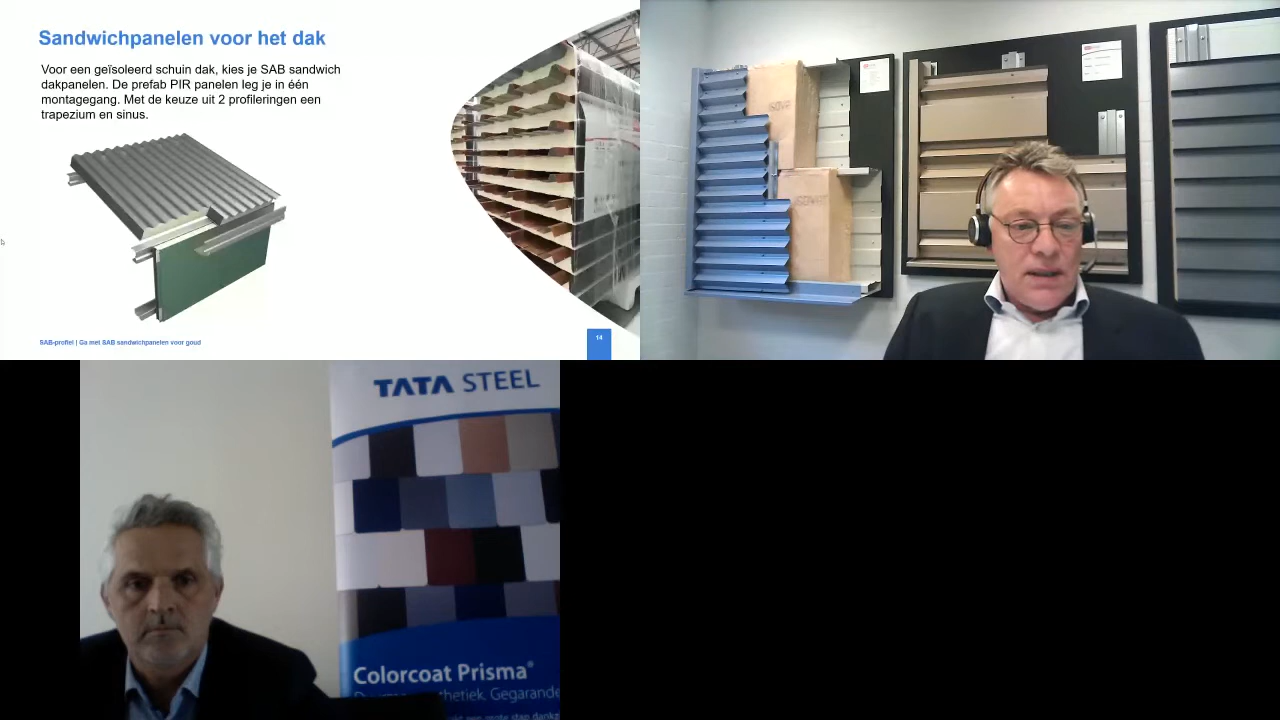 Sandwichpanelen voor het dak
Voor een geïsoleerd schuin dak, kies je SAB sandwich
dakpanelen. De prefab PIR panelen leg je in één
montagegang. Met de keuze uit 2 profileringen een
trapezium en sinus.
SAB-profiel | Ga met SAB sandwichpanelen voor goud
14
TATA STEEL
Colorcoat Prisma®
Gegarande